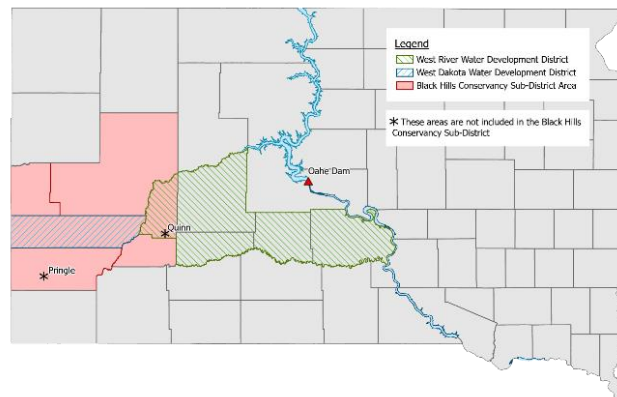 Legend
West River Water Development District
West Dakota Water Development District
Black Hills Conservancy Sub-District Area
* These areas are not included in the Black Hills
Conservancy Sub-District
Oahe Dam
Quinn
Pringle